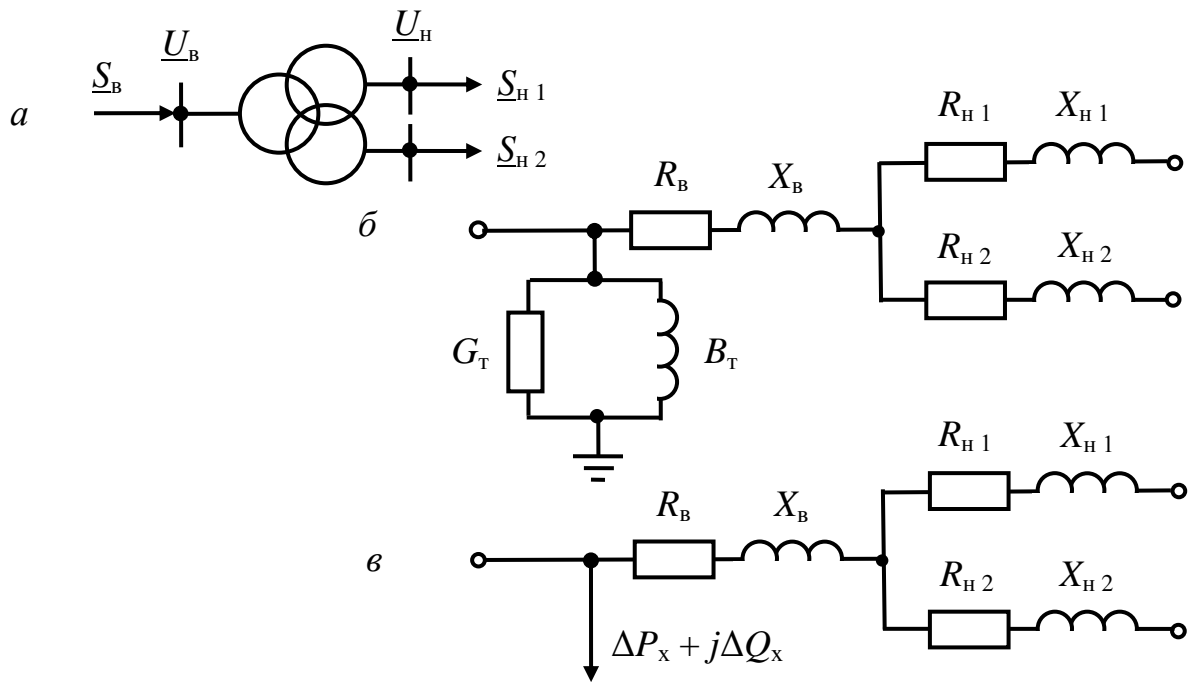 U_в
U_н
S_в
S_н 1
а
S_н 2
R_н 1
X_н 1
R_в
X_в
б
R_н 2
X_н 2
G_т
B_т
R_н 1
X_н 1
R_в
X_в
в
R_н 2
X_н 2
ΔP_х + jΔQ_х